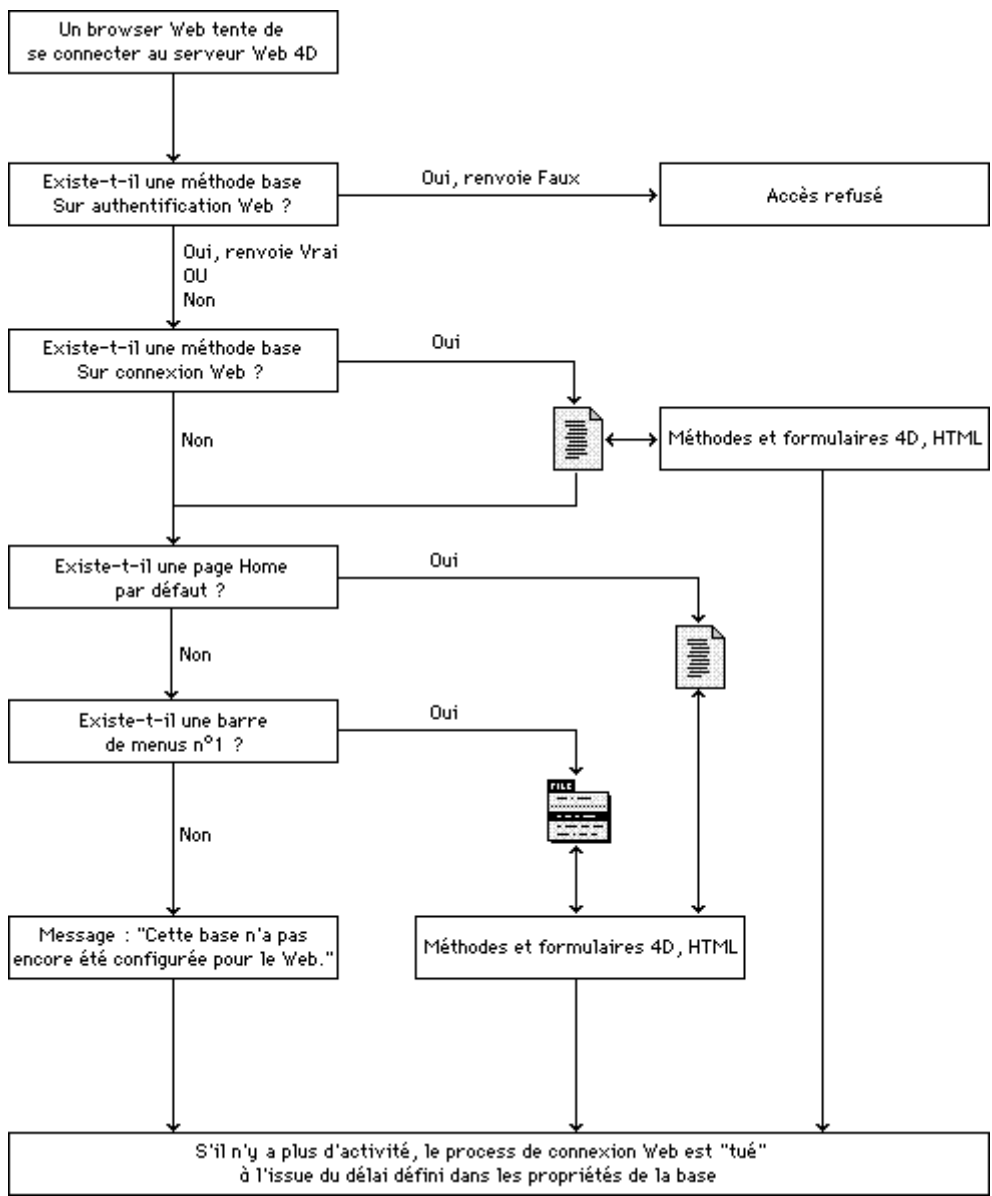 Un browser Web tente de
se connecter au serveur Web 4D
Existe-t-il une méthode base
Sur authentification Web ?
Oui, renvoie Faux
Accès refusé
Oui, renvoie Vrai
OU
Non
Existe-t-il une méthode base
Sur connexion Web ?
Oui
Non
Méthodes et formulaires 4D, HTML
Existe-t-il une page Home
par défaut ?
Oui
Non
Existe-t-il une barre
de menus n°1 ?
Oui
FILE
Non
Message : "Cette base n'a pas
encore été configurée pour le Web."
Méthodes et formulaires 4D, HTML
S'il n'y a plus d'activité, le process de connexion Web est "tué"
à l'issue du délai défini dans les propriétés de la base